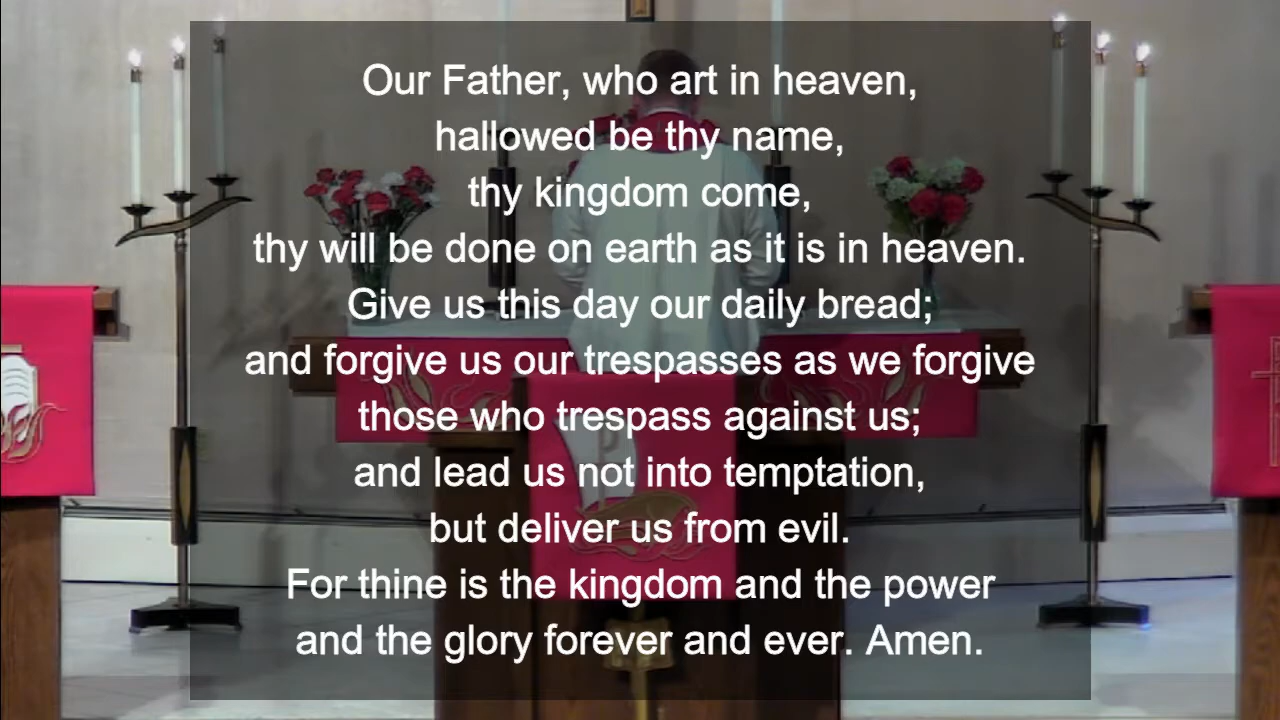 Our Father, who art in heaven,
hallowed be thy name,
thy kingdom come,
thy will be done on earth as it is in heaven.
Give us this day our daily bread;
and forgive us our trespasses as we forgive
those who trespass against us;
and lead us not into temptation,
but deliver us from evil.
For thine is the kingdom and the power
and the glory forever and ever. Amen.